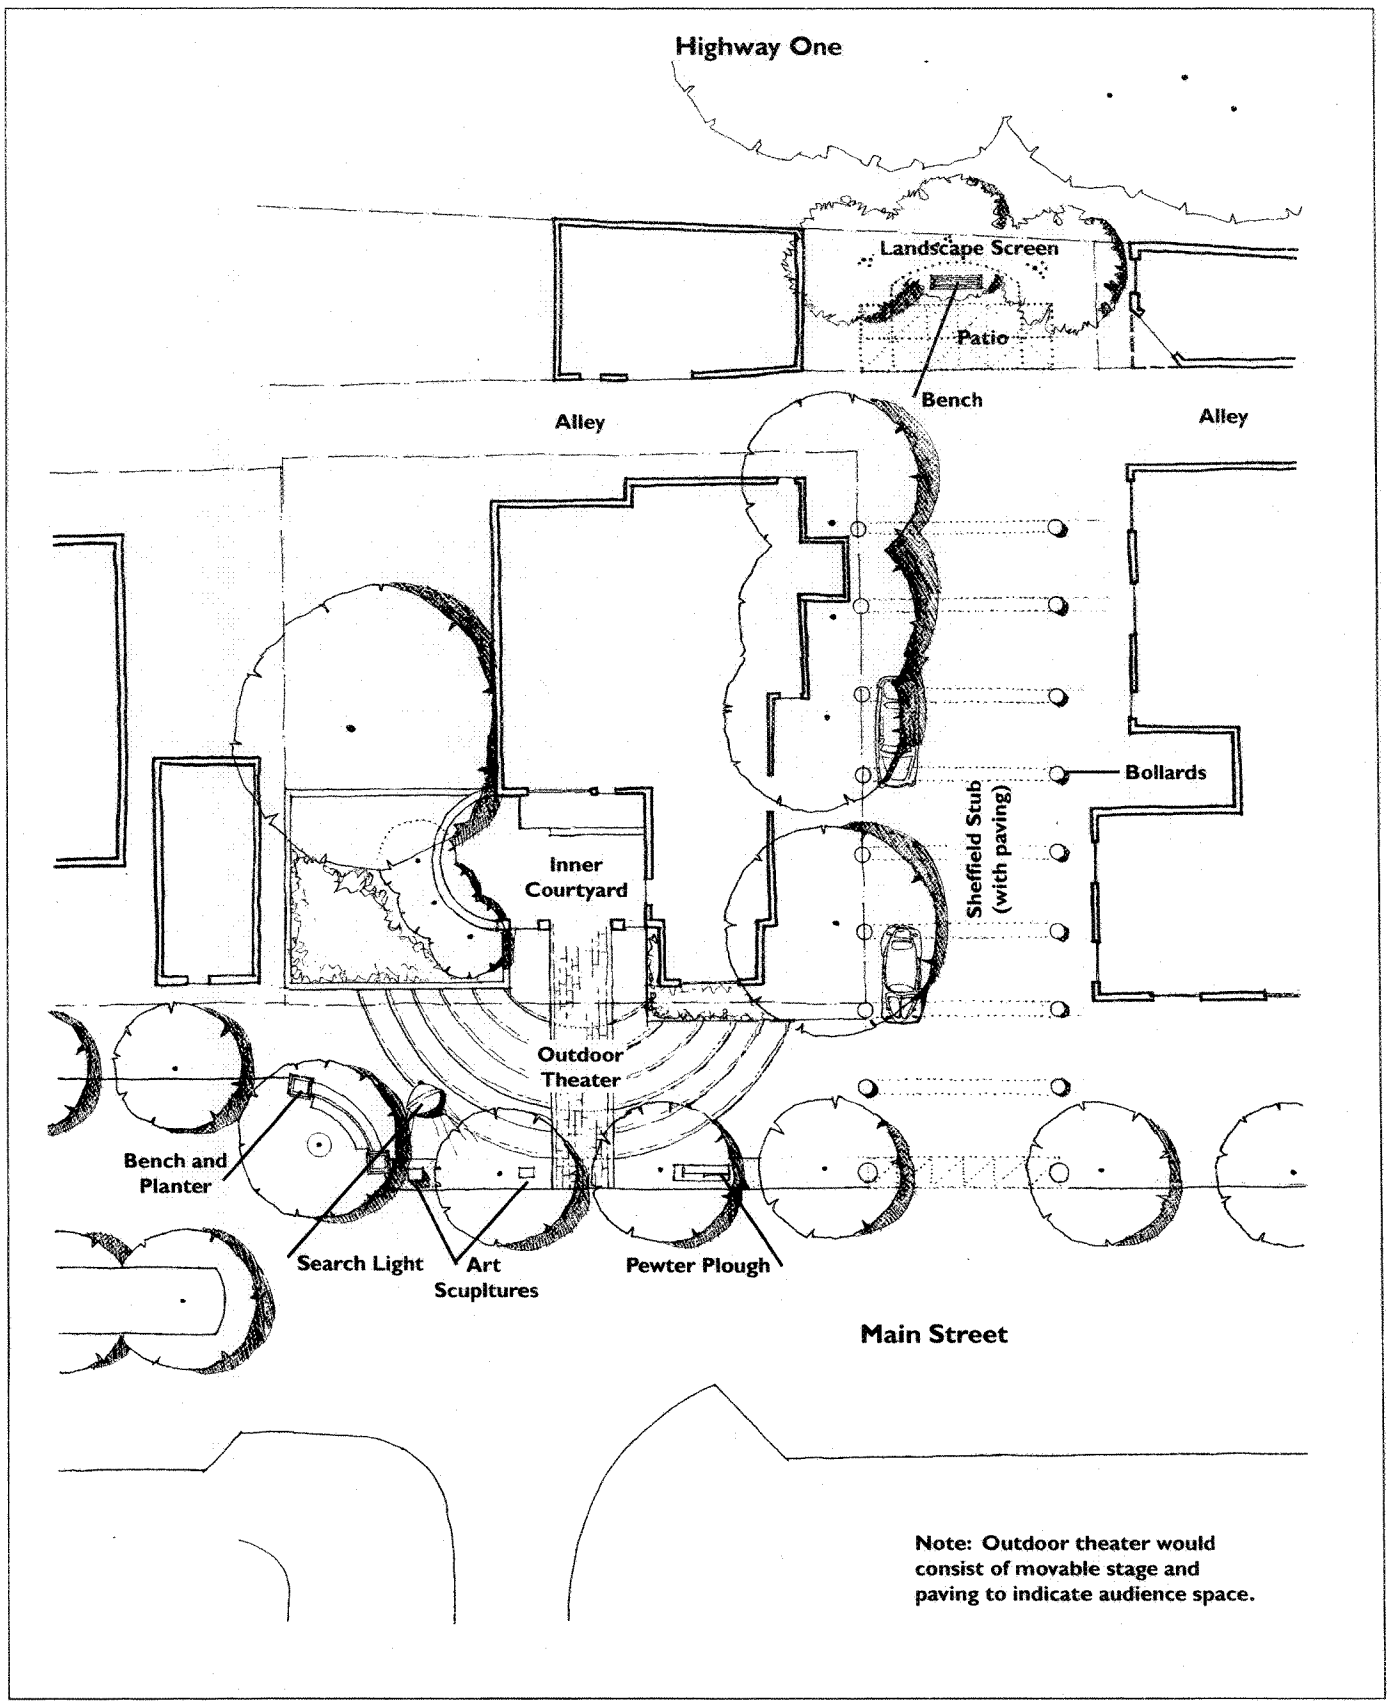 Highway One
Landscape Screen
Patio
Bench
Alley
Alley
Bollards
Sheffield Stub
(with paving)
Inner
Courtyard
Outdoor
Theater
Bench and
Planter
Search Light
Art
Scupltures
Pewter Plough
Main Street
Note: Outdoor theater would
consist of movable stage and
paving to indicate audience space.